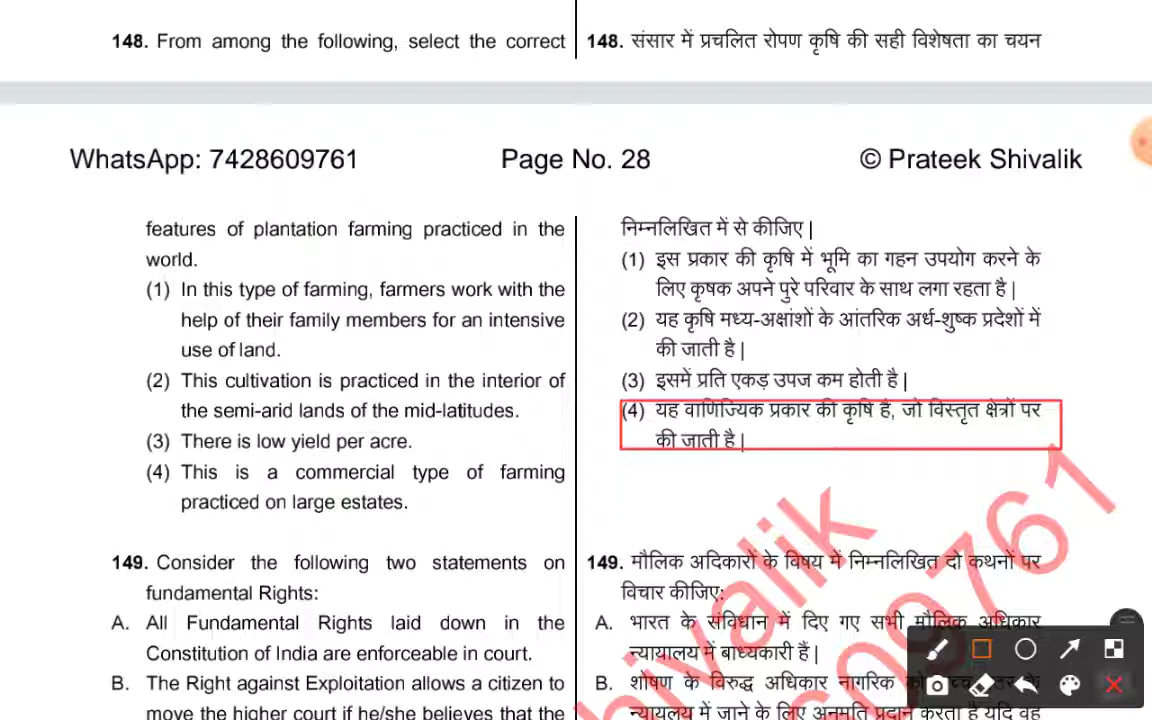 148. From among the following, select the correct
148. संसार में प्रचलित रोपण कृषि की सही विशेषता का चयन
WhatsApp: 7428609761 Page No. 28 © Prateek Shivalik
features of plantation farming practiced in the
world.
(1) In this type of farming, farmers work with the
help of their family members for an intensive
use of land.
(2) This cultivation is practiced in the interior of
the semi-arid lands of the mid-latitudes.
(3) There is low yield per acre.
(4) This is a commercial type of farming
practiced on large estates.
149. Consider the following two statements on
fundamental Rights:
A. All Fundamental Rights laid down in the
Constitution of India are enforceable in court.
B. The Right against Exploitation allows a citizen to
move the higher court if he/she believes that the
निम्नलिखित में से कीजिए |
(1) इस प्रकार की कृषि में भूमि का गहन उपयोग करने के
लिए कृषक अपने पुरे परिवार के साथ लगा रहता है |
(2) यह कृषि मध्य-अक्षांशों के आंतरिक अर्ध-शुष्क प्रदेशों में
की जाती है |
(3) इसमें प्रति एकड़ उपज कम होती है |
(4) यह वाणिज्यिक प्रकार की कृषि है, जो विस्तृत क्षेत्रों पर
की जाती है |
149. मौलिक अदिकारों के विषय में निम्नलिखित दो कथनों पर
विचार कीजिए:
A. भारत के संविधान में दिए गए सभी मौलिक अधिकार
न्यायालय में बाध्यकारी हैं |
B. शोषण के विरुद्ध अधिकार नागरिक को
न्यायलय में जाने के लिए अनुमति प्रदान करता है यदि वह